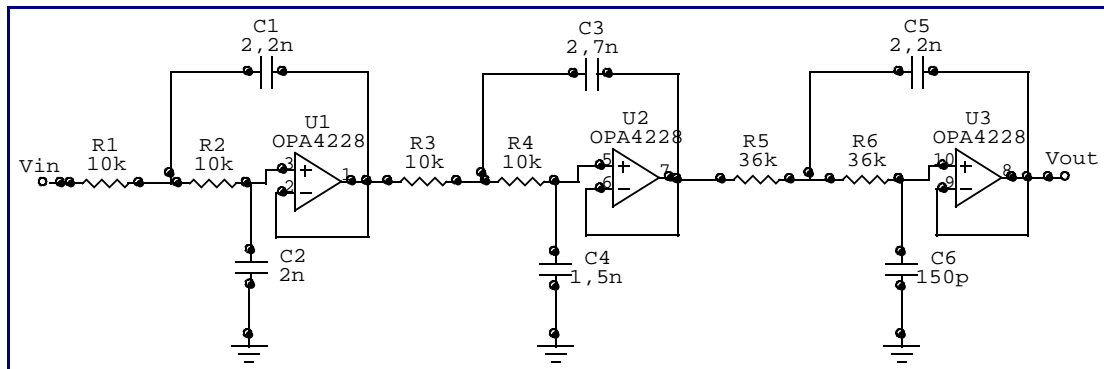 C1
2,2n
C3
2,7n
C5
2,2n
U1
OPA4228
U2
OPA4228
U3
OPA4228
R1
10k
R2
10k
R3
10k
R4
10k
R5
36k
R6
36k
Vin
Vout
3
2
1
5
6
7
10
9
8
C2
2n
C4
1,5n
C6
150p